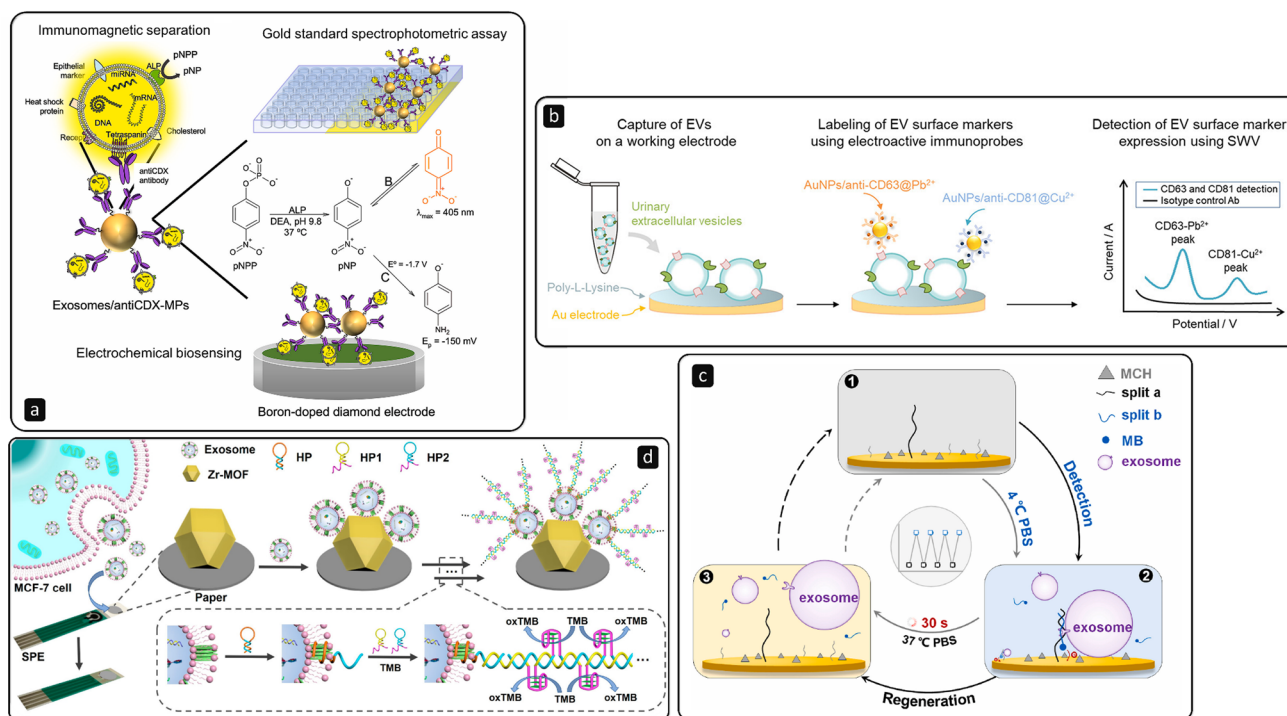 Immunomagnetic separation
Gold standard spectrophotometric assay
pNPP
ALP
pNP
Epithelial
marker
miRNA
mRNA
Heat shock
protein
DNA
Tetraspanin
Cholesterol
antiCDX
antibody
Exosomes/antiCDX-MPs
ALP
DEA, pH 9.8
37 ºC
pNPP
pNP
B
λmax = 405 nm
C
E° = -1.7 V
NH2
Ep = -150 mV
Electrochemical biosensing
Boron-doped diamond electrode
a
b
Capture of EVs
on a working electrode
Labeling of EV surface markers
using electroactive immunoprobes
Detection of EV surface marker
expression using SWV
Urinary
extracellular vesicles
Poly-L-Lysine
Au electrode
AuNPs/anti-CD63@Pb²⁺
AuNPs/anti-CD81@Cu²⁺
CD63 and CD81 detection
Isotype control Ab
CD63-Pb²⁺
peak
CD81-Cu²⁺
peak
Current / A
Potential / V
c
1
MCH
split a
split b
MB
exosome
Detection
4 ℃ PBS
2
exosome
30 s
37 ℃ PBS
3
exosome
Regeneration
d
Exosome
HP
HP1
HP2
Zr-MOF
MCF-7 cell
Paper
SPE
...
TMB
oxTMB
TMB
TMB
oxTMB
...
oxTMB
TMB
TMB
oxTMB